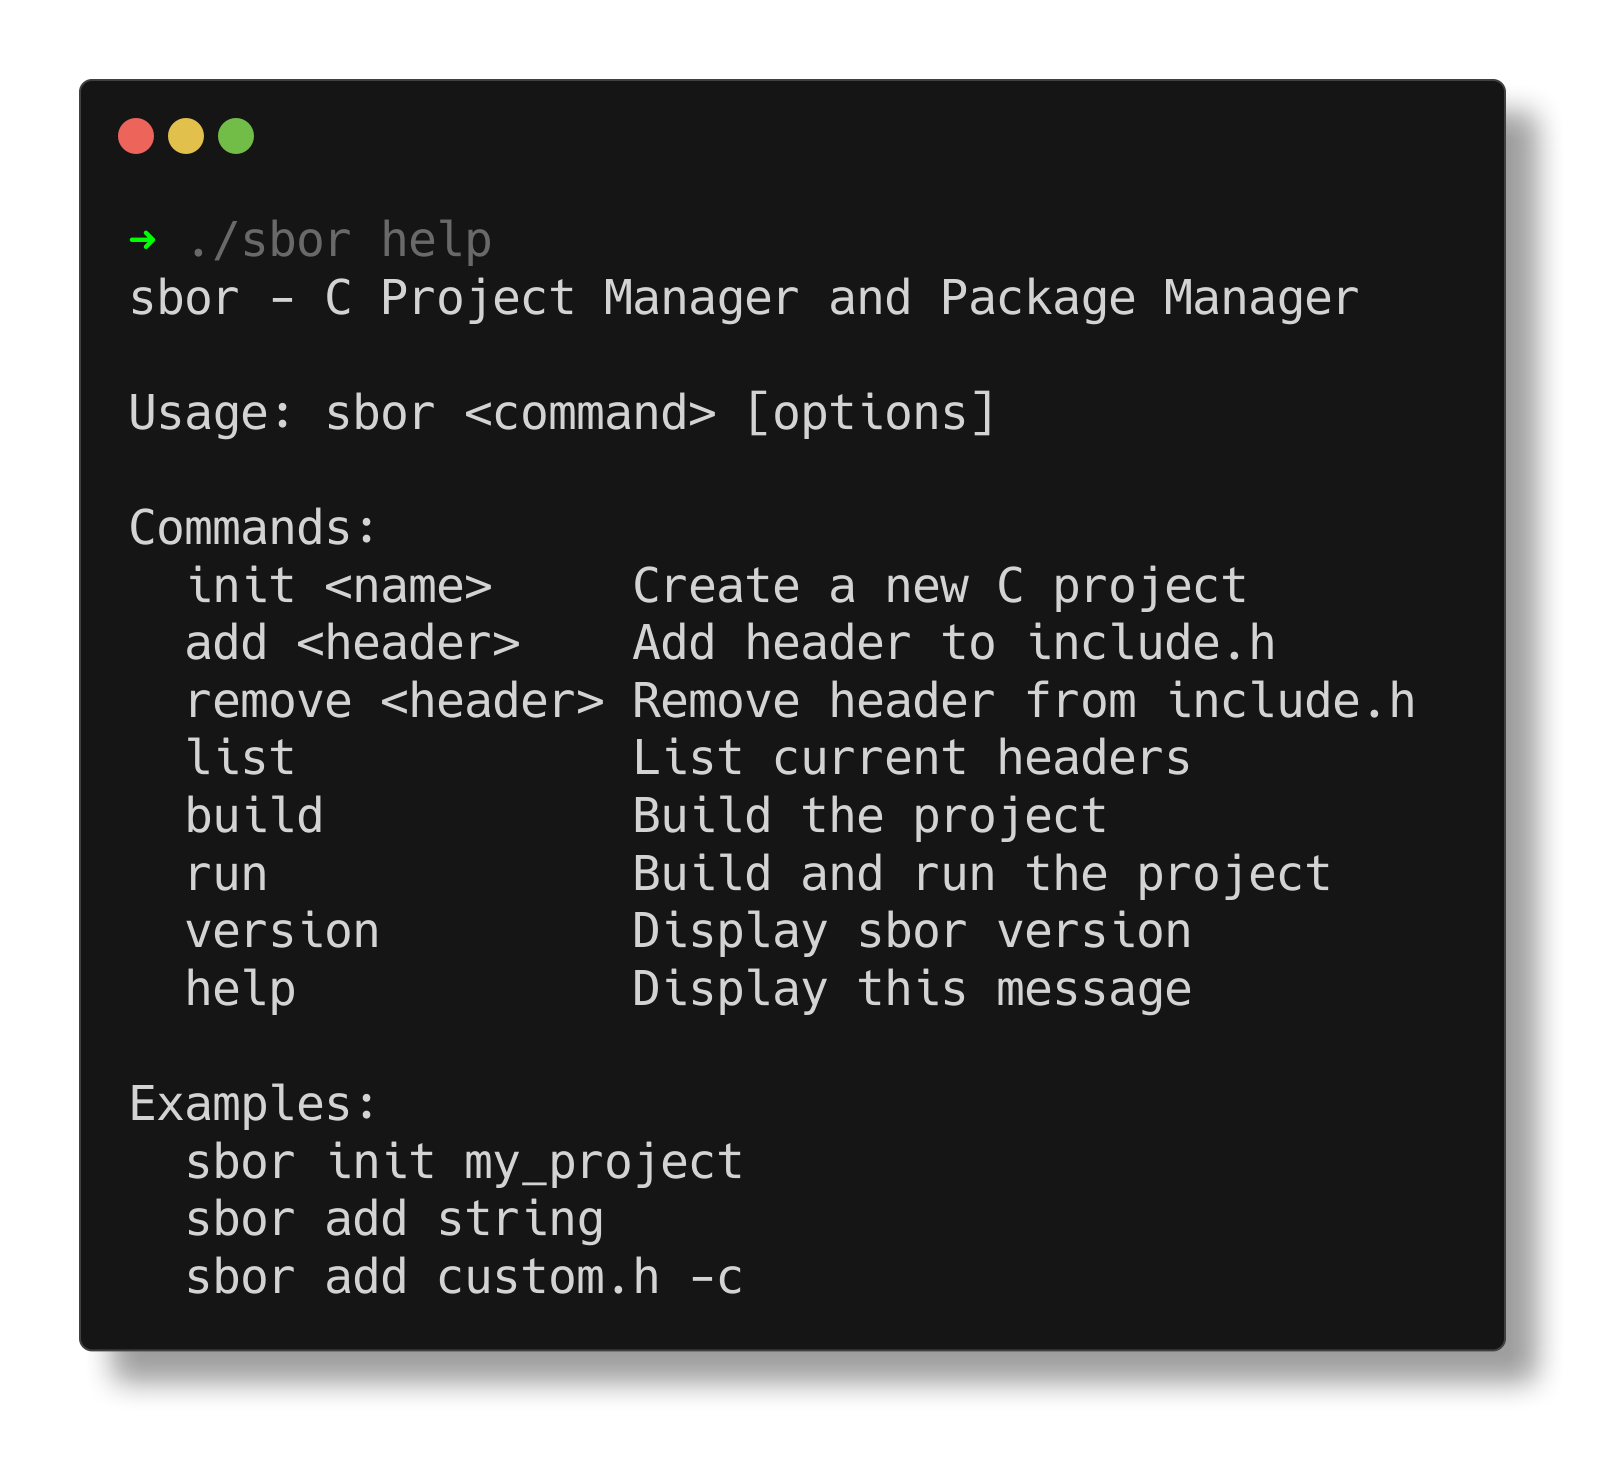 ➜ ./sbor help
sbor - C Project Manager and Package Manager

Usage: sbor <command> [options]

Commands:
  init <name>     Create a new C project
  add <header>    Add header to include.h
  remove <header> Remove header from include.h
  list            List current headers
  build           Build the project
  run             Build and run the project
  version         Display sbor version
  help            Display this message

Examples:
  sbor init my_project
  sbor add string
  sbor add custom.h -c